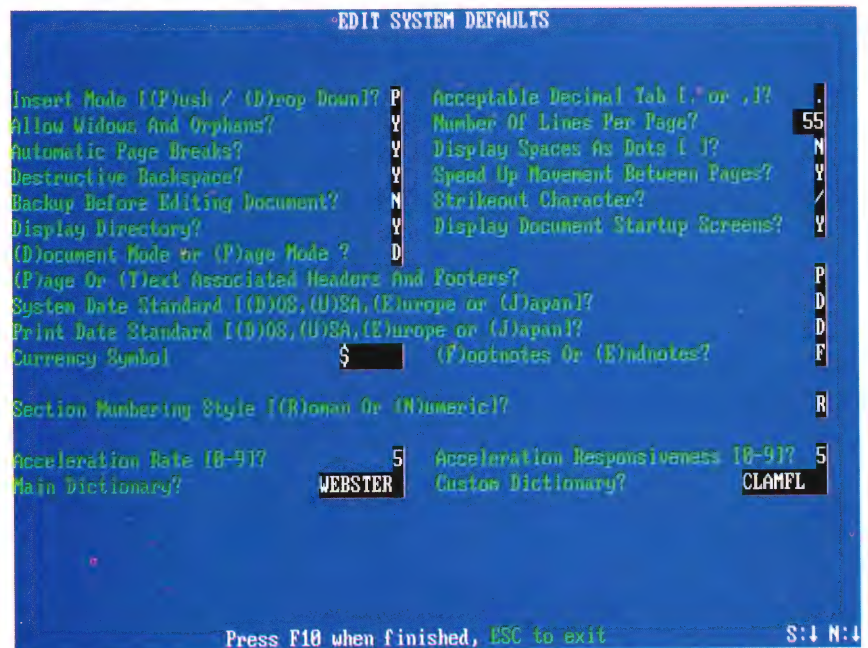 EDIT SYSTEM DEFAULTS
Insert Mode [(P)ush / (D)rop Down]? P Acceptable Decimal Tab [. or ,]? .
Allow Widows And Orphans? Y Number Of Lines Per Page? 55
Automatic Page Breaks? Y Display Spaces As Dots [ ]? N
Destructive Backspace? Y Speed Up Movement Between Pages? Y
Backup Before Editing Document? N Strikeout Character? /
Display Directory? Y Display Document Startup Screens? Y
(D)ocument Mode or (P)age Mode ? D
(P)age Or (T)ext Associated Headers And Footers? P
System Date Standard [(D)OS,(U)SA,(E)urope or (J)apan]? D
Print Date Standard [(D)OS,(U)SA,(E)urope or (J)apan]? D
Currency Symbol $ (F)ootnotes Or (E)ndnotes? F
Section Numbering Style [(R)oman Or (N)umeric]? R
Acceleration Rate [0-9]? 5 Acceleration Responsiveness [0-9]? 5
Main Dictionary? WEBSTER Custom Dictionary? CLAMFL
Press F10 when finished, ESC to exit S:↓ N:↓